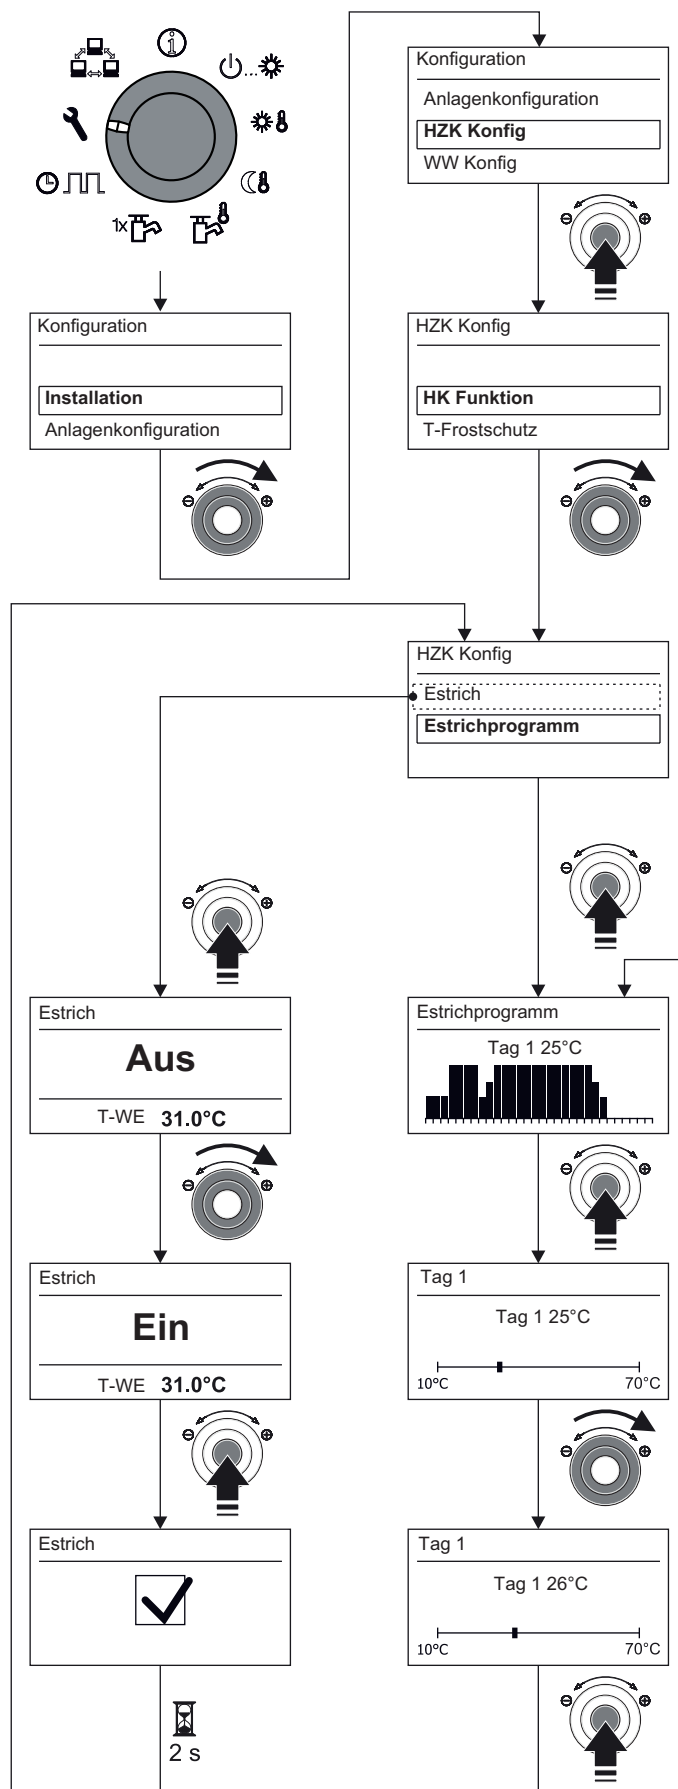 1x
Konfiguration
Installation
Anlagenkonfiguration
Konfiguration
Anlagenkonfiguration
HZK Konfig
WW Konfig
HZK Konfig
HK Funktion
T-Frostschutz
HZK Konfig
Estrich
Estrichprogramm
Estrich
Aus
T-WE 31.0°C
Estrich
Ein
T-WE 31.0°C
Estrich
2 s
Estrichprogramm
Tag 1 25°C
Tag 1
Tag 1 25°C
10°C 70°C
Tag 1
Tag 1 26°C
10°C 70°C